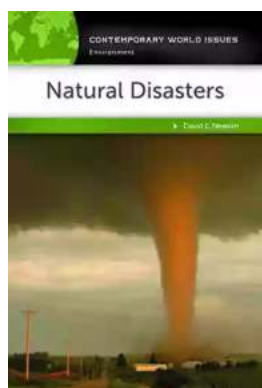 CONTEMPORARY WORLD ISSUES
Environment
Natural Disasters
David E. Newton